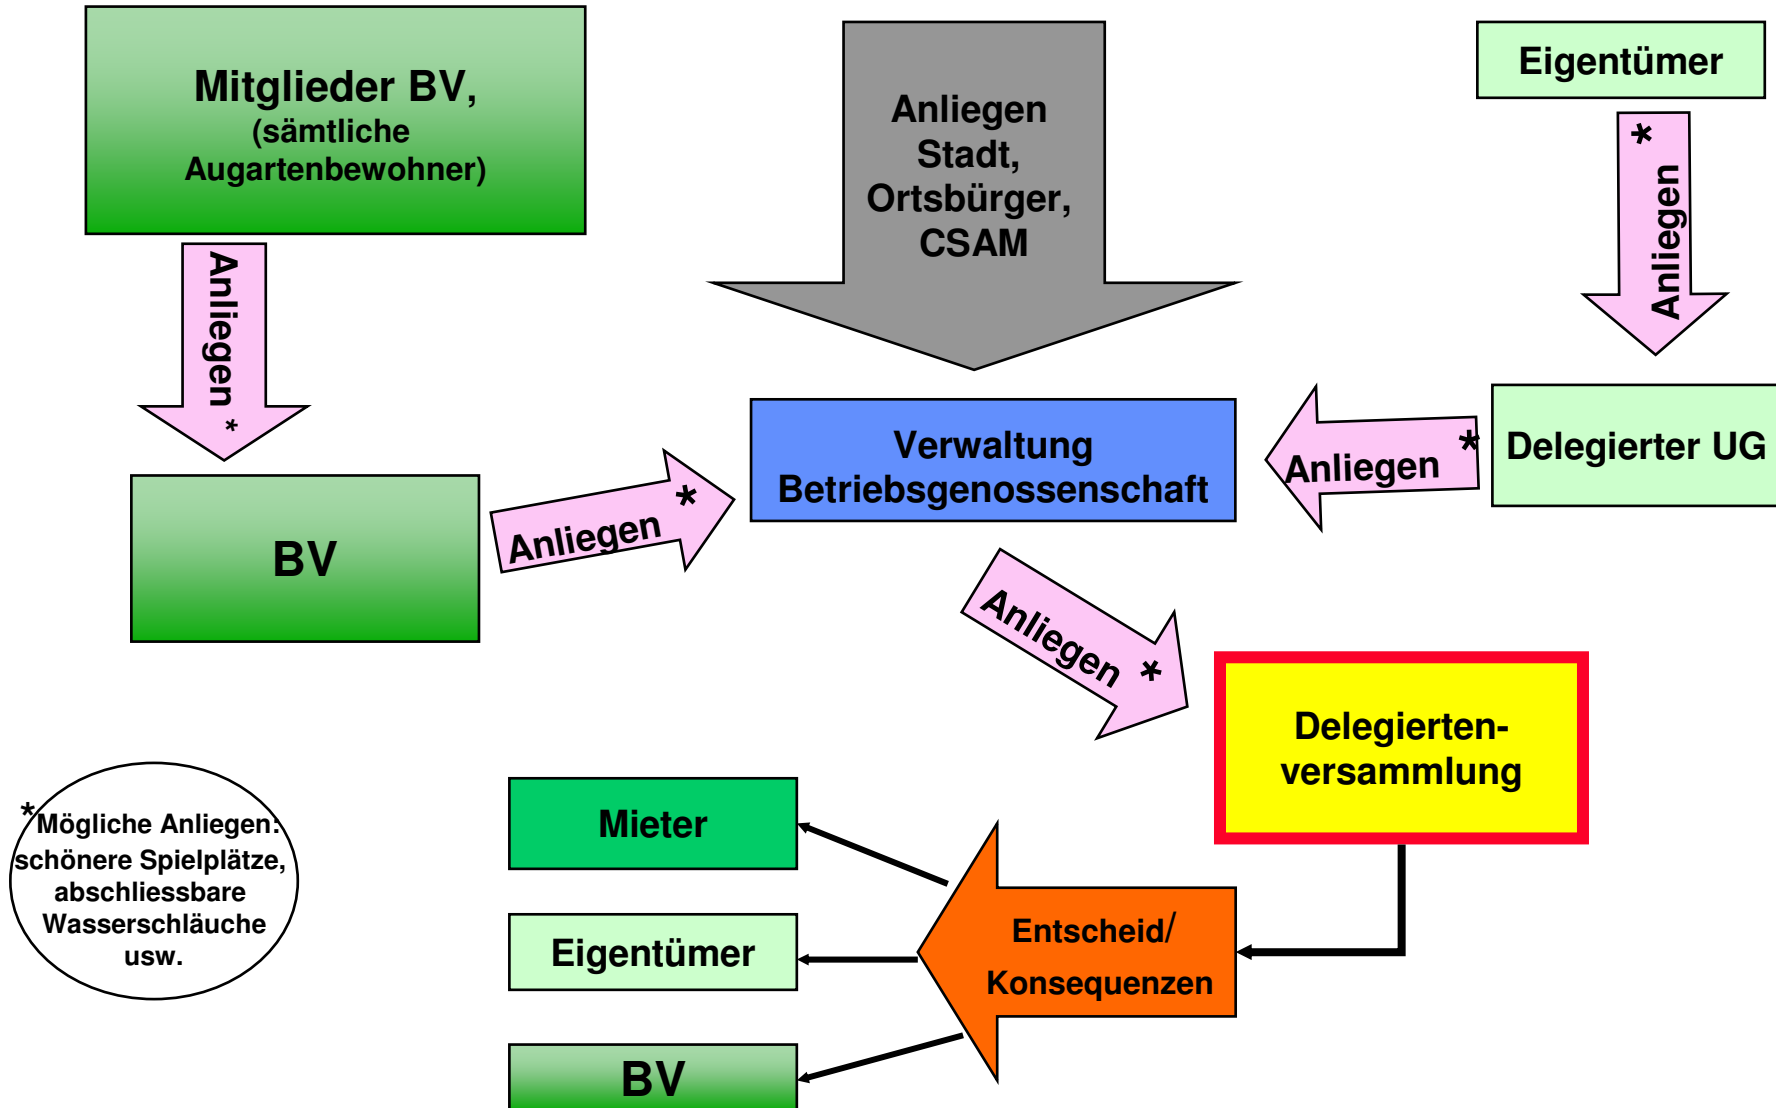 Mitglieder BV,
(sämtliche
Augartenbewohner)
Anliegen
Stadt,
Ortsbürger,
CSAM
Eigentümer
Anliegen *
Anliegen *
BV
Anliegen *
Verwaltung
Betriebsgenossenschaft
Anliegen *
Delegierter UG
Anliegen *
Delegierten-
versammlung
*Mögliche Anliegen:
schönere Spielplätze,
abschliessbare
Wasserschläuche
usw.
Mieter
Eigentümer
BV
Entscheid/
Konsequenzen